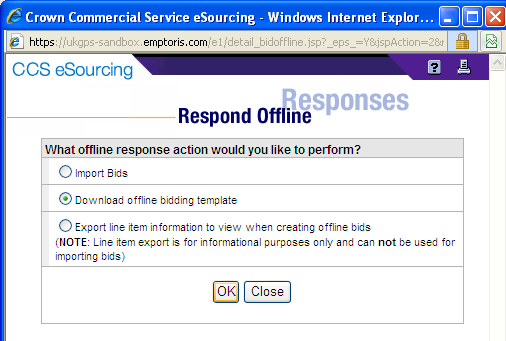 Crown Commercial Service eSourcing - Windows Internet Explor...
https://ukgps-sandbox.emptoris.com/e1/detail_bidoffline.jsp?_eps_=Y&jspAction=2&r
CCS eSourcing
?
Responses
Respond Offline
What offline response action would you like to perform?
Import Bids
Download offline bidding template
Export line item information to view when creating offline bids
(NOTE: Line item export is for informational purposes only and can not be used for
importing bids)
OK Close